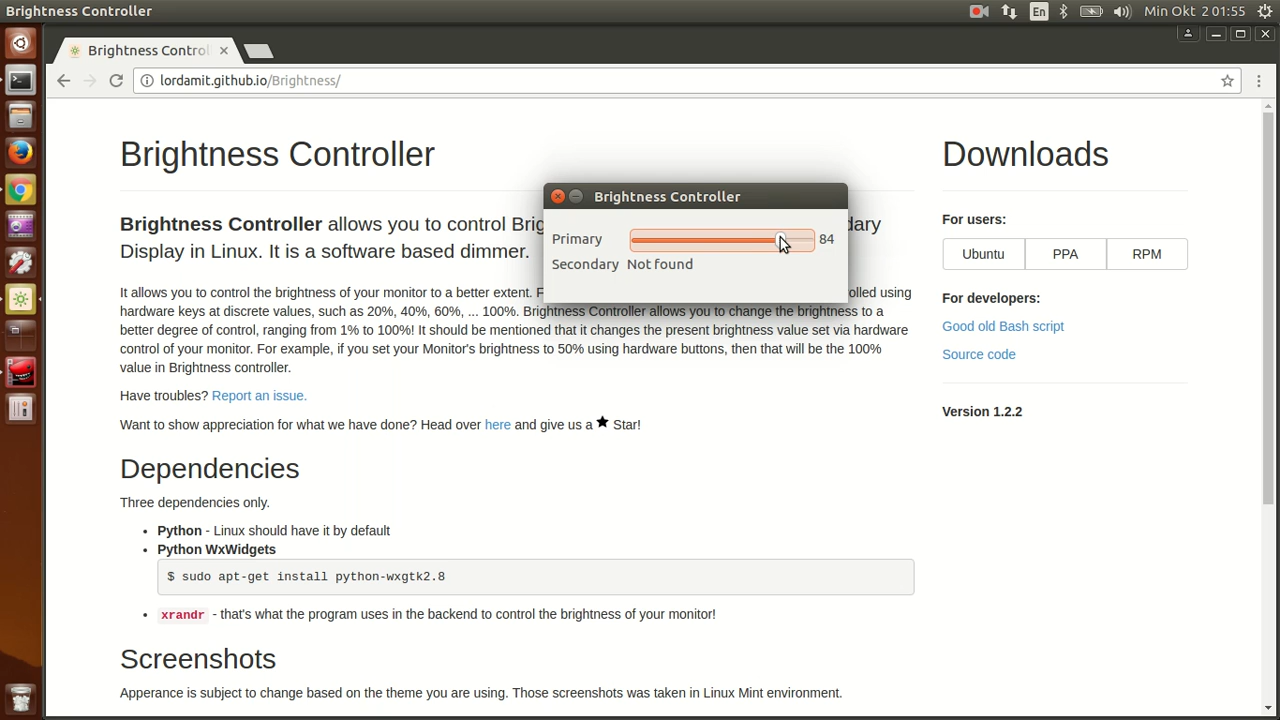 Brightness Controller
En
Min Okt 2 01:55
Brightness Control
lordamit.github.io/Brightness/
Brightness Controller
Brightness Controller allows you to control Brig
dary
Display in Linux. It is a software based dimmer.
Brightness Controller
Primary 84
Secondary Not found
It allows you to control the brightness of your monitor to a better extent. F
olled using
hardware keys at discrete values, such as 20%, 40%, 60%, ... 100%. Brightness Controller allows you to change the brightness to a
better degree of control, ranging from 1% to 100%! It should be mentioned that it changes the present brightness value set via hardware
control of your monitor. For example, if you set your Monitor's brightness to 50% using hardware buttons, then that will be the 100%
value in Brightness controller.
Have troubles? Report an issue.
Want to show appreciation for what we have done? Head over here and give us a ★ Star!
Dependencies
Three dependencies only.
• Python - Linux should have it by default
• Python WxWidgets
$ sudo apt-get install python-wxgtk2.8
• xrandr - that's what the program uses in the backend to control the brightness of your monitor!
Screenshots
Apperance is subject to change based on the theme you are using. Those screenshots was taken in Linux Mint environment.
Downloads
For users:
Ubuntu PPA RPM
For developers:
Good old Bash script
Source code
Version 1.2.2